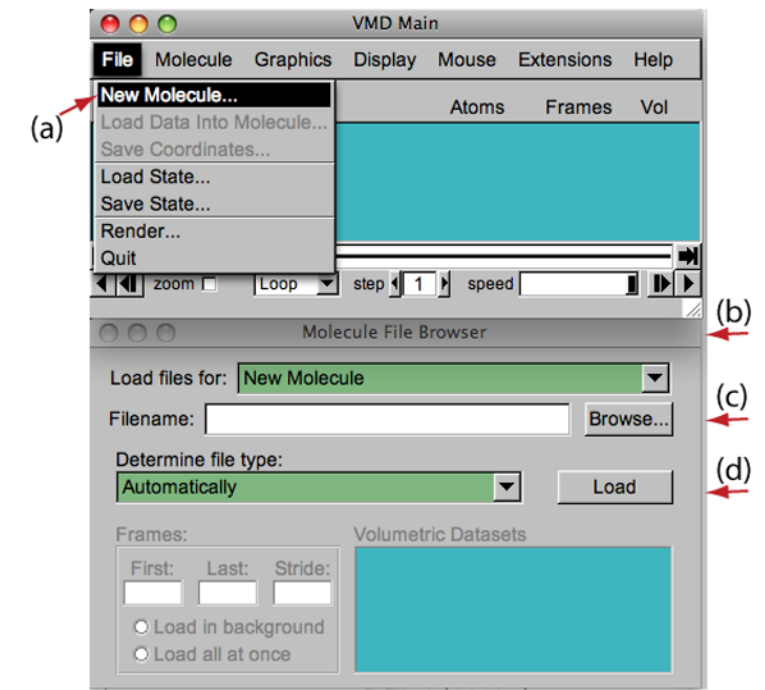 VMD Main
File Molecule Graphics Display Mouse Extensions Help
New Molecule...
(a)
Atoms Frames Vol
Load Data Into Molecule...
Save Coordinates...
Load State...
Save State...
Render...
Quit
zoom Loop step 1 speed
(b)
Molecule File Browser
Load files for: New Molecule
(c)
Filename: Browse...
Determine file type:
(d)
Automatically Load
Frames: Volumetric Datasets
First: Last: Stride:
Load in background
Load all at once